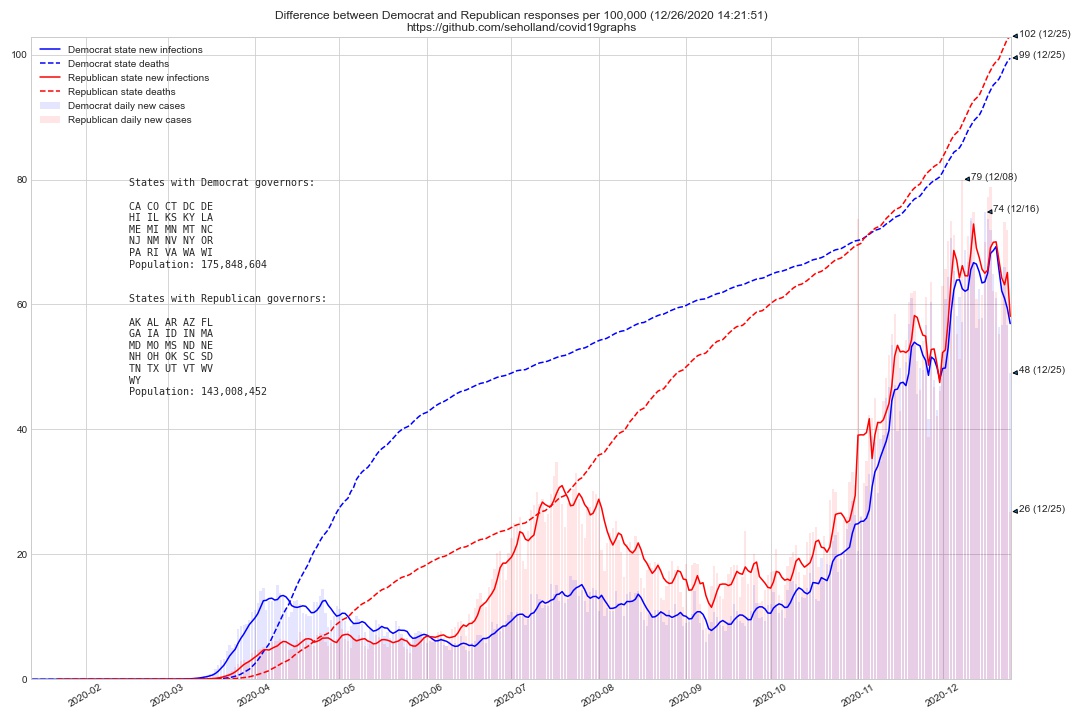 Difference between Democrat and Republican responses per 100,000 (12/26/2020 14:21:51)
https://github.com/seholland/covid19graphs
Democrat state new infections
Democrat state deaths
Republican state new infections
Republican state deaths
Democrat daily new cases
Republican daily new cases
States with Democrat governors:
CA CO CT DC DE
HI IL KS KY LA
ME MI MN MT NC
NJ NM NV NY OR
PA RI VA WA WI
Population: 175,848,604
States with Republican governors:
AK AL AR AZ FL
GA IA ID IN MA
MD MO MS ND NE
NH OH OK SC SD
TN TX UT VT WV
WY
Population: 143,008,452
102 (12/25)
99 (12/25)
79 (12/08)
74 (12/16)
48 (12/25)
26 (12/25)
100
80
60
40
20
0
2020-02
2020-03
2020-04
2020-05
2020-06
2020-07
2020-08
2020-09
2020-10
2020-11
2020-12